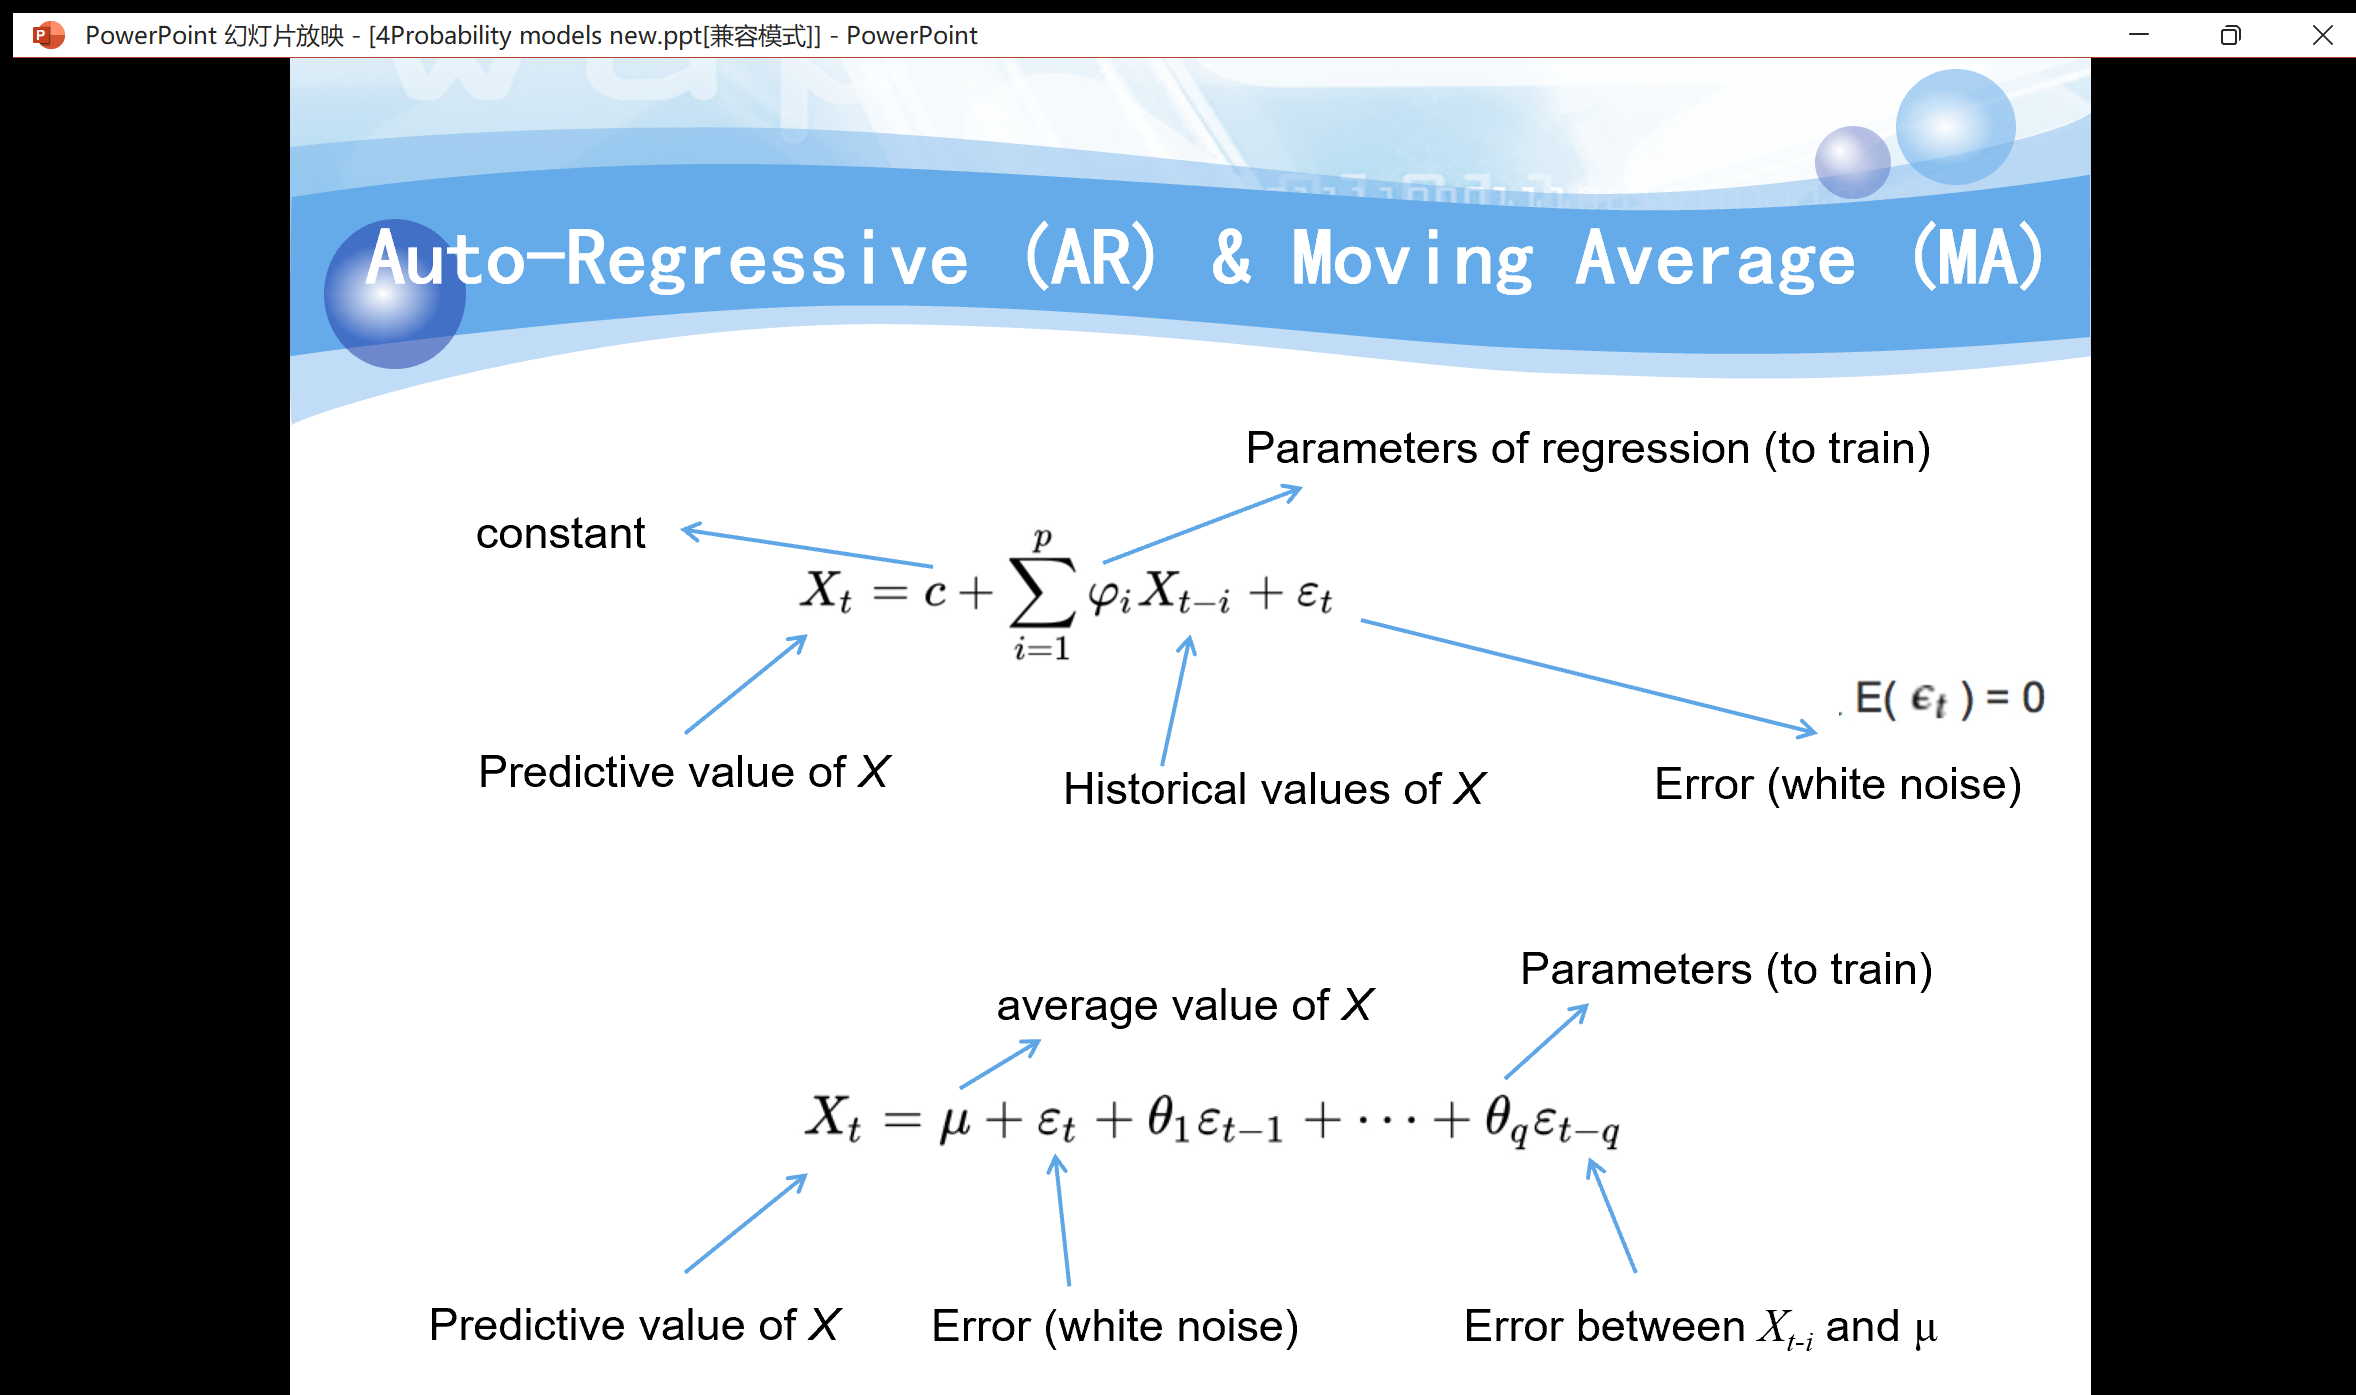 PowerPoint 幻灯片放映 - [4Probability models new.ppt[兼容模式]] - PowerPoint
Auto-Regressive (AR) & Moving Average (MA)
Parameters of regression (to train)
constant
X_t = c + \sum_{i=1}^{p} φ_i X_{t-i} + ε_t
. E( ϵ_t ) = 0
Predictive value of X
Historical values of X
Error (white noise)
Parameters (to train)
average value of X
X_t = μ + ε_t + θ_1 ε_{t-1} + ··· + θ_q ε_{t-q}
Predictive value of X
Error (white noise)
Error between X_{t-i} and μ